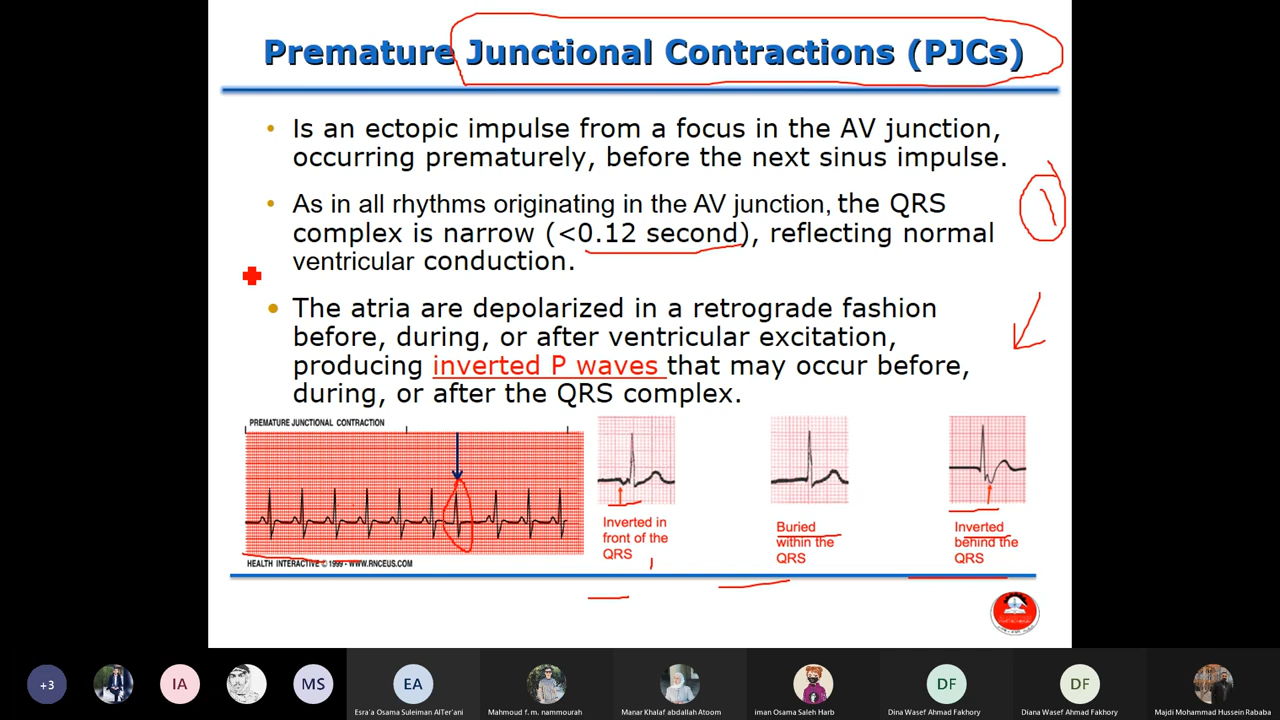 Premature Junctional Contractions (PJCs)
• Is an ectopic impulse from a focus in the AV junction,
occurring prematurely, before the next sinus impulse.
• As in all rhythms originating in the AV junction, the QRS
complex is narrow (<0.12 second), reflecting normal
ventricular conduction.
• The atria are depolarized in a retrograde fashion
before, during, or after ventricular excitation,
producing inverted P waves that may occur before,
during, or after the QRS complex.
PREMATURE JUNCTIONAL CONTRACTION
HEALTH INTERACTIVE © 1999 - WWW.RNCEUS.COM
Inverted in
front of the
QRS
Buried
within the
QRS
Inverted
behind the
QRS
+3
IA
MS
EA
DF
DF
Esra'a Osama Suleiman AlTer'ani
Mahmoud f. m. nammourah
Manar Khalaf abdallah Atoom
iman Osama Saleh Harb
Dina Wasef Ahmad Fakhory
Diana Wasef Ahmad Fakhory
Majdi Mohammad Hussein Rababa